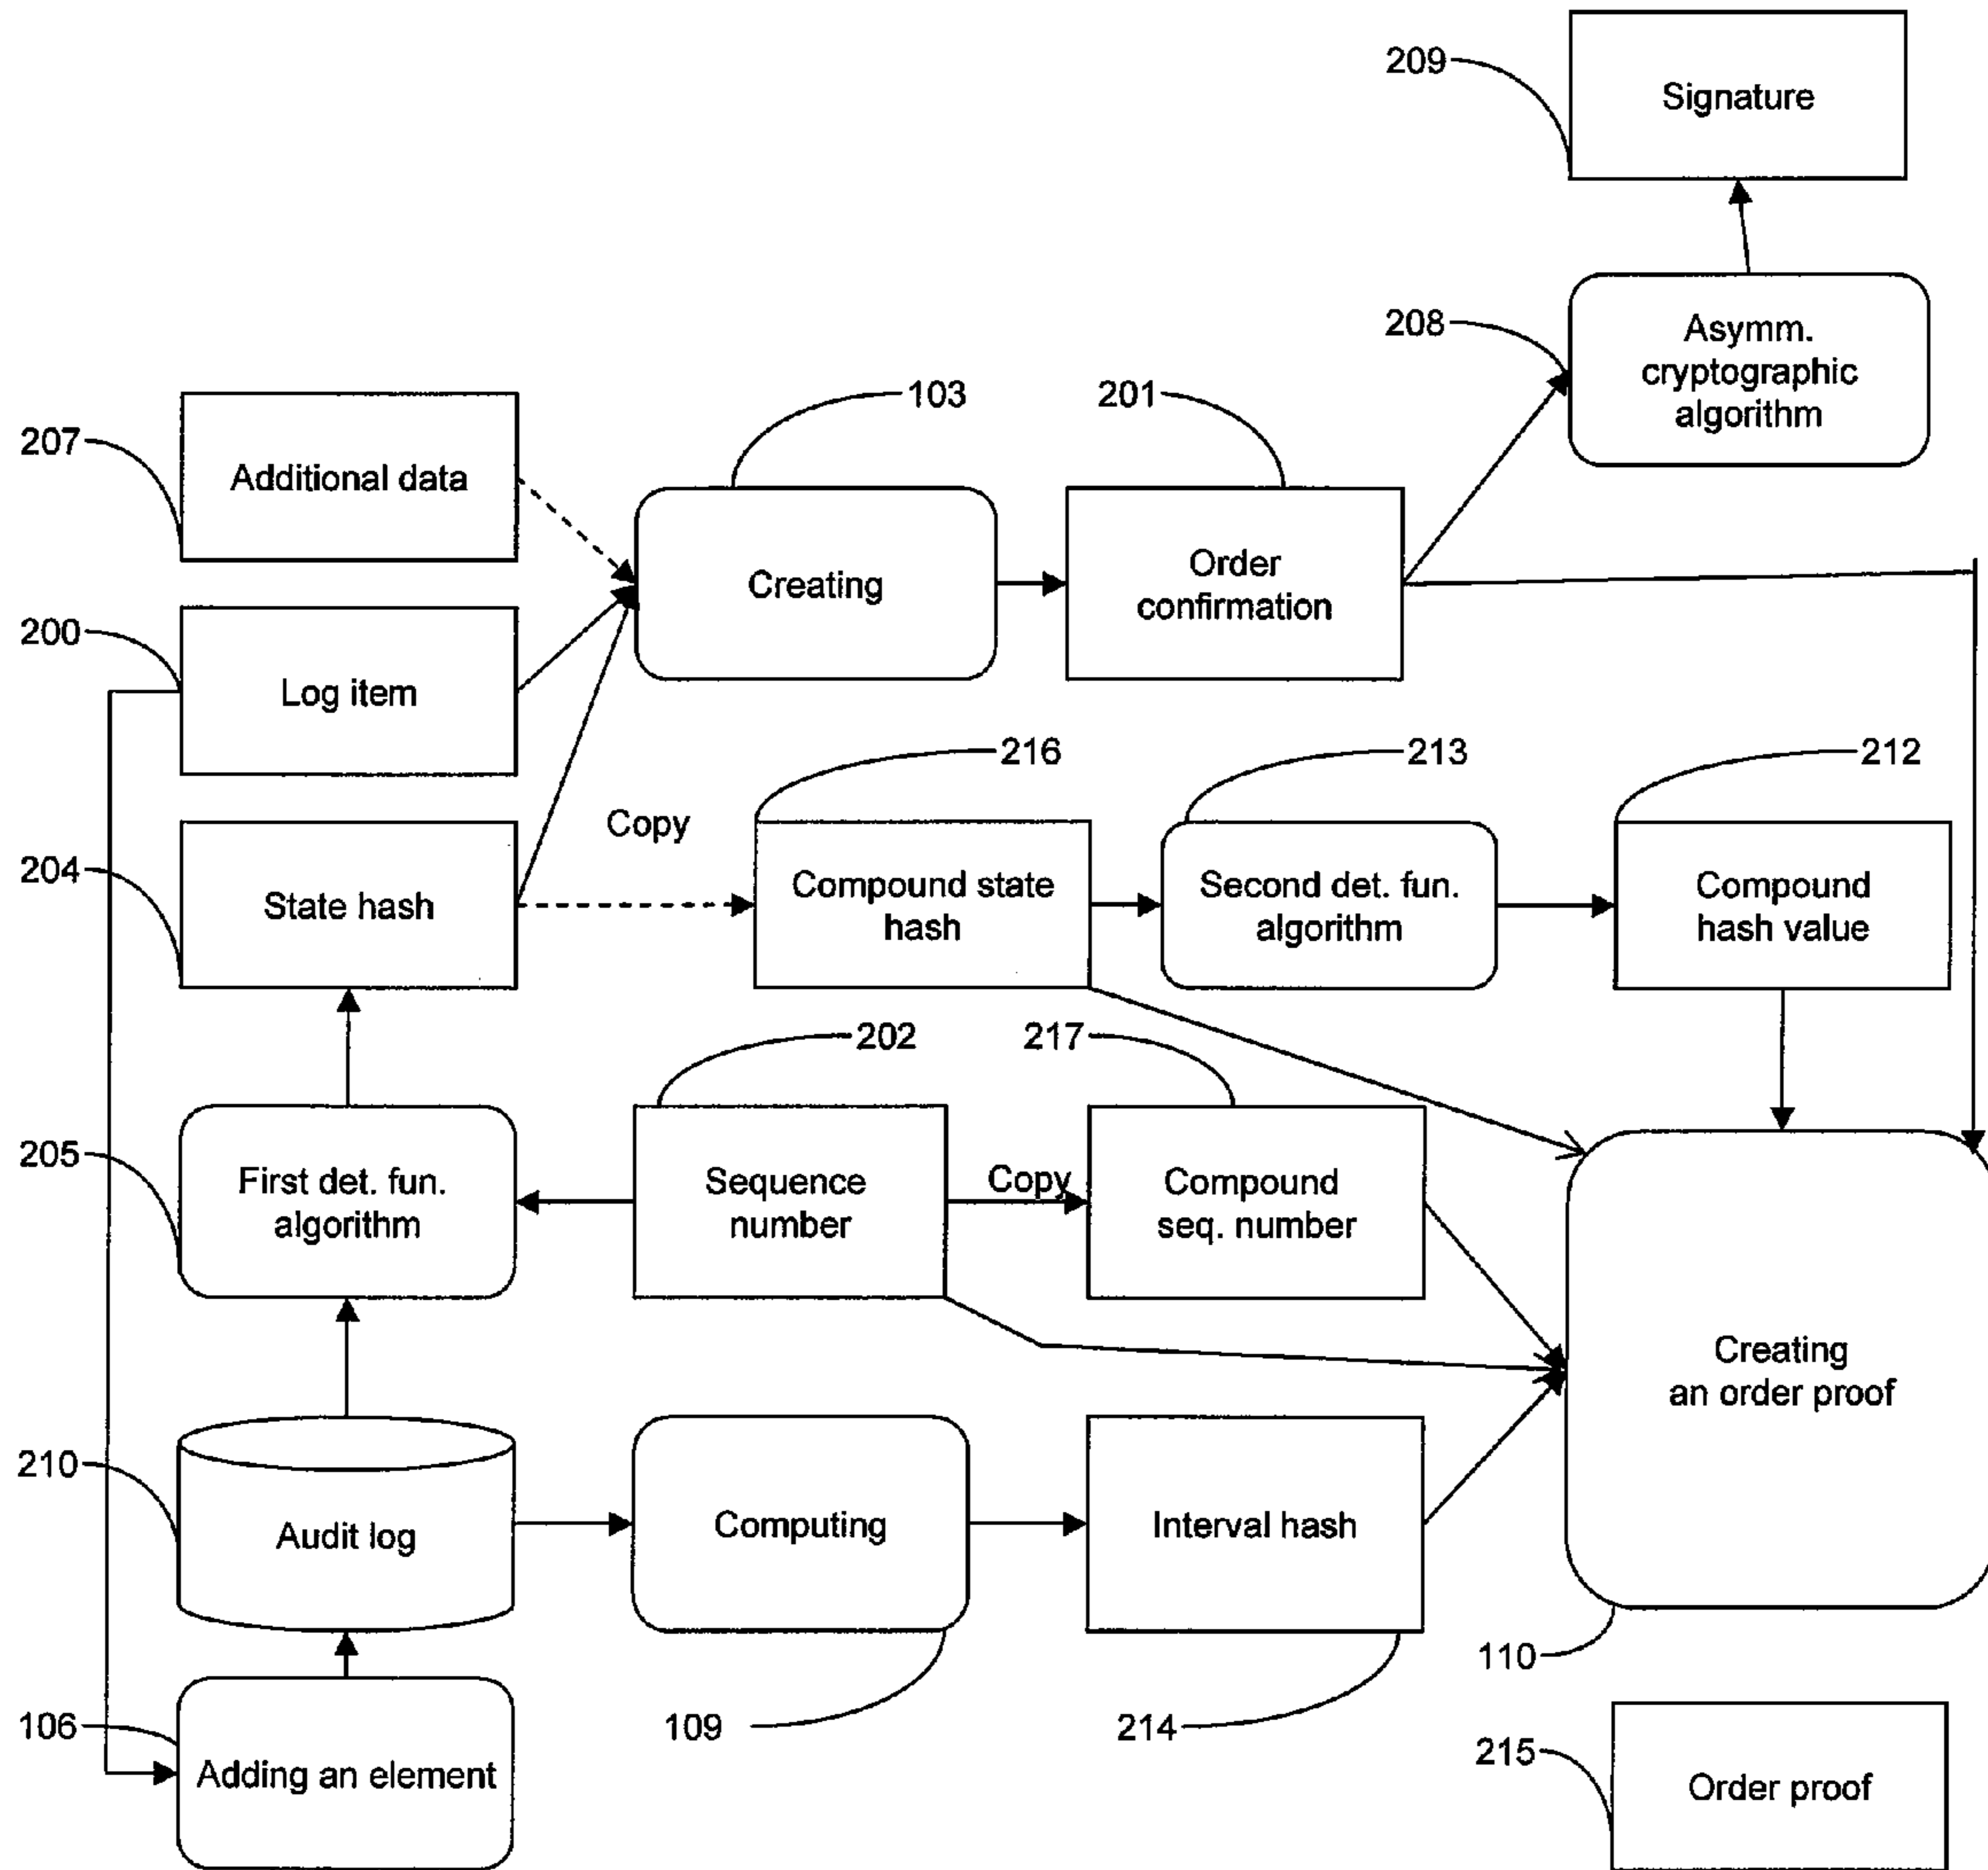 209
Signature
208
Asymm.
cryptographic
algorithm
103
201
207
Additional data
Creating
Order
confirmation
200
Log item
216
213
212
Copy
204
State hash
Compound state
hash
Second det. fun.
algorithm
Compound
hash value
202
217
205
First det. fun.
algorithm
Sequence
number
Copy
Compound
seq. number
Creating
an order proof
210
Audit log
Computing
Interval hash
110
106
Adding an element
109
214
215
Order proof